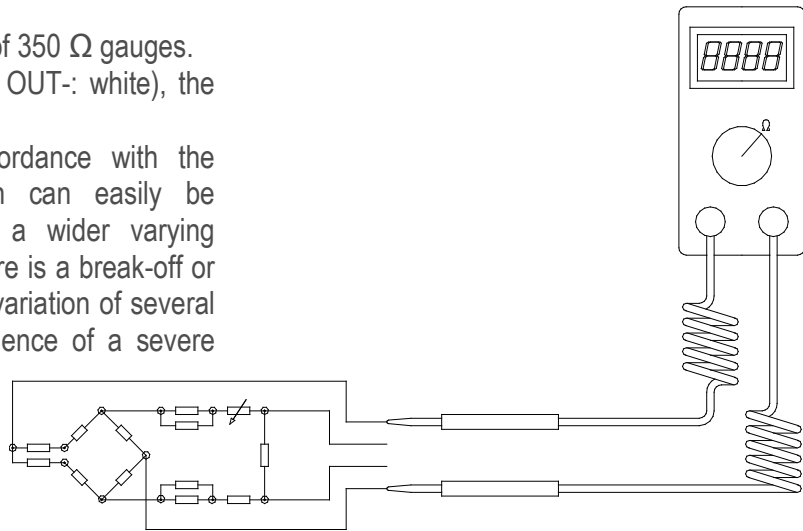 of 350 Ω gauges.
OUT-: white), the
ordance with the
can easily be
a wider varying
re is a break-off or
variation of several
ence of a severe
8888
Ω